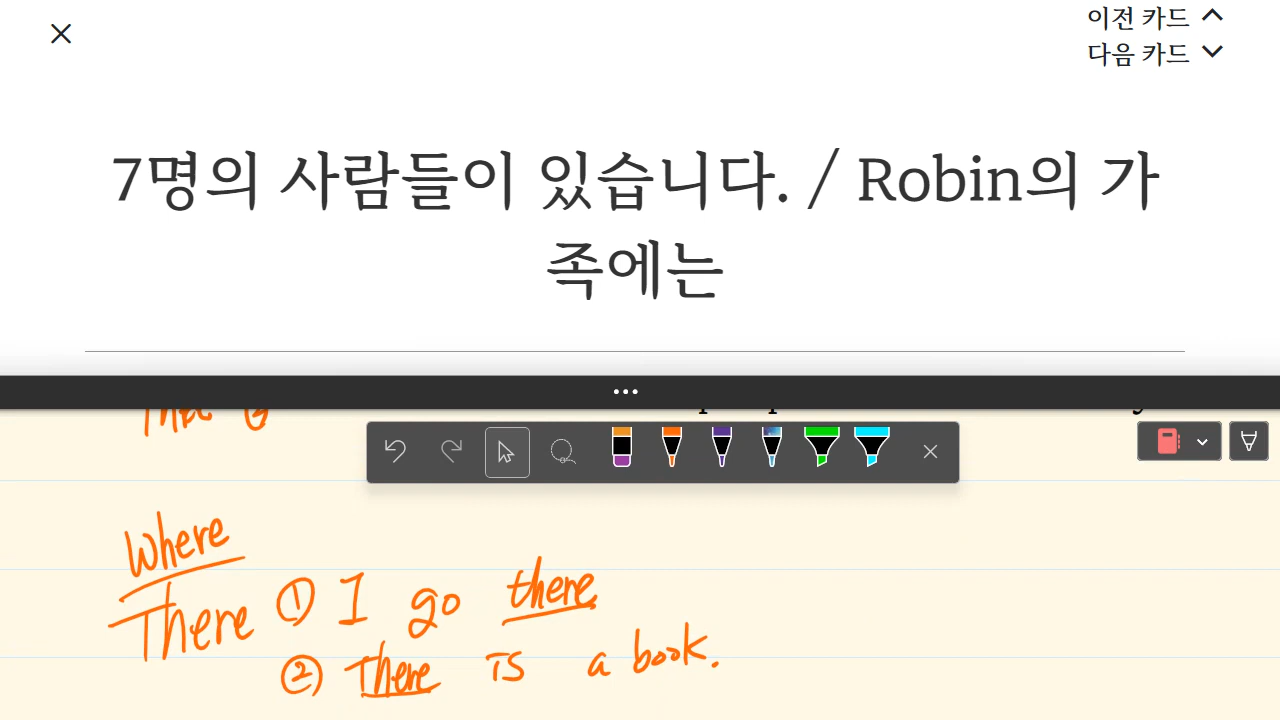 이전 카드
다음 카드
7명의 사람들이 있습니다. / Robin의 가
족에는
Where
There ① I go there
② There is a book.